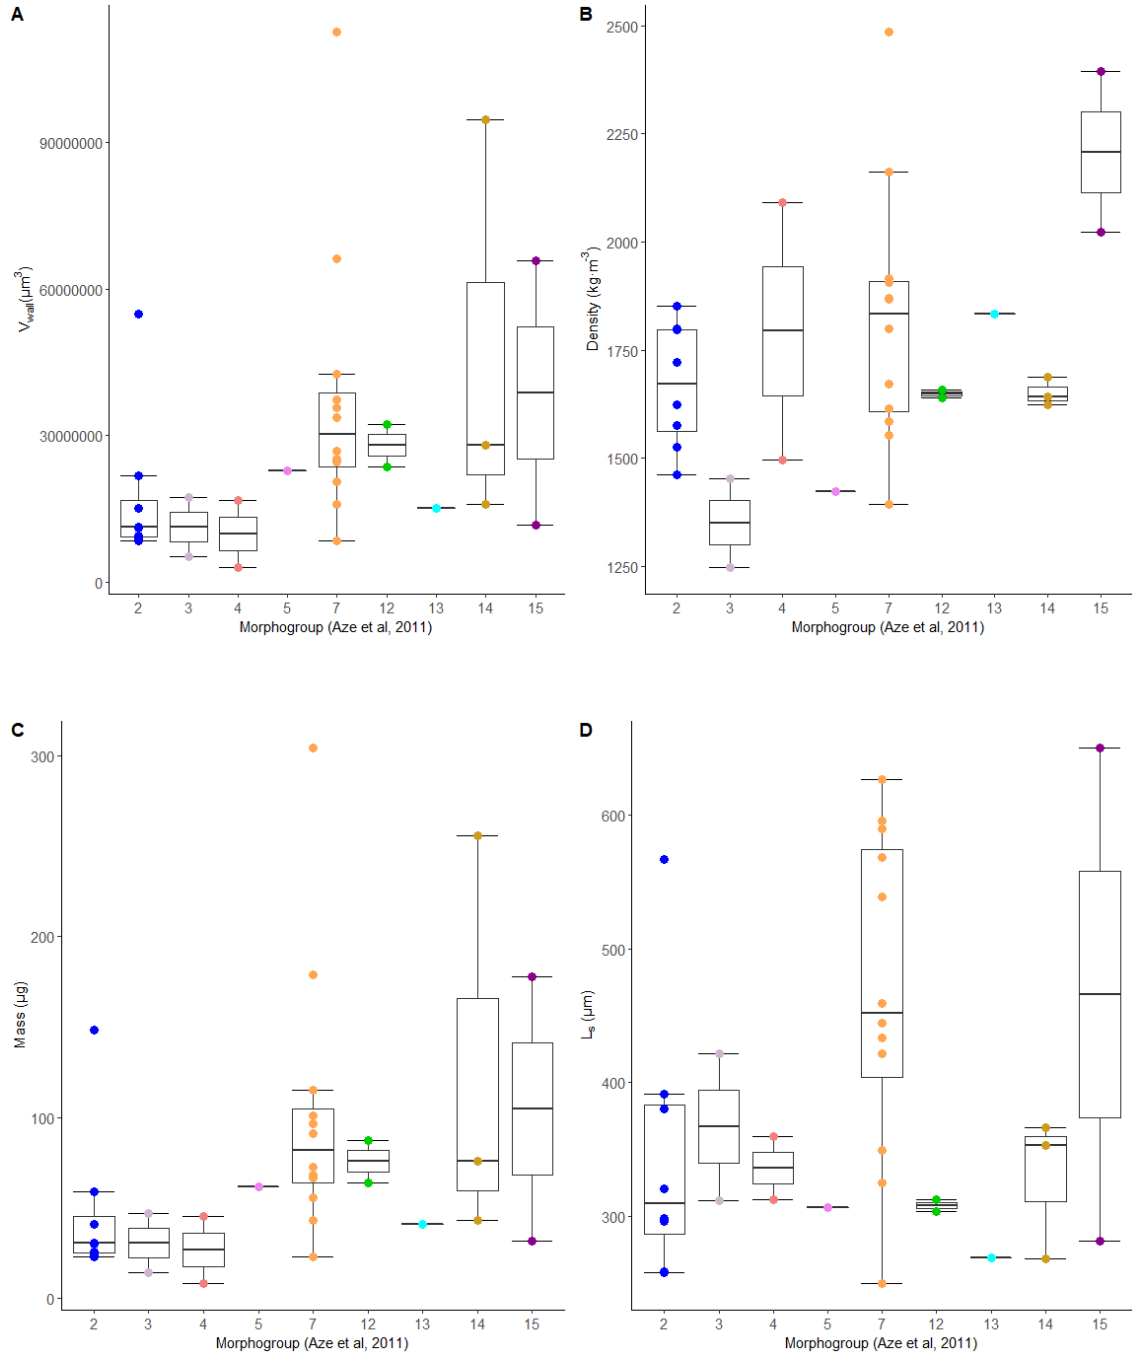 A
V_wall(µm³)
90000000
60000000
30000000
0
2 3 4 5 7 12 13 14 15
Morphogroup (Aze et al, 2011)
B
Density (kg·m⁻³)
2500
2250
2000
1750
1500
1250
2 3 4 5 7 12 13 14 15
Morphogroup (Aze et al, 2011)
C
Mass (µg)
300
200
100
0
2 3 4 5 7 12 13 14 15
Morphogroup (Aze et al, 2011)
D
L_s (µm)
600
500
400
300
2 3 4 5 7 12 13 14 15
Morphogroup (Aze et al, 2011)